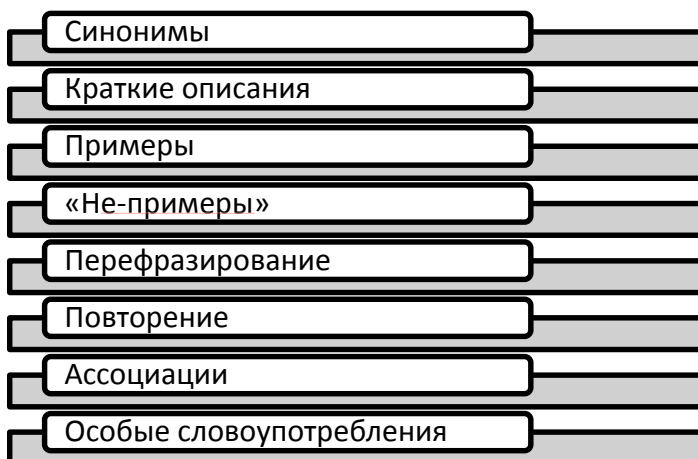 Синонимы
Краткие описания
Примеры
«Не-примеры»
Перефразирование
Повторение
Ассоциации
Особые словоупотребления